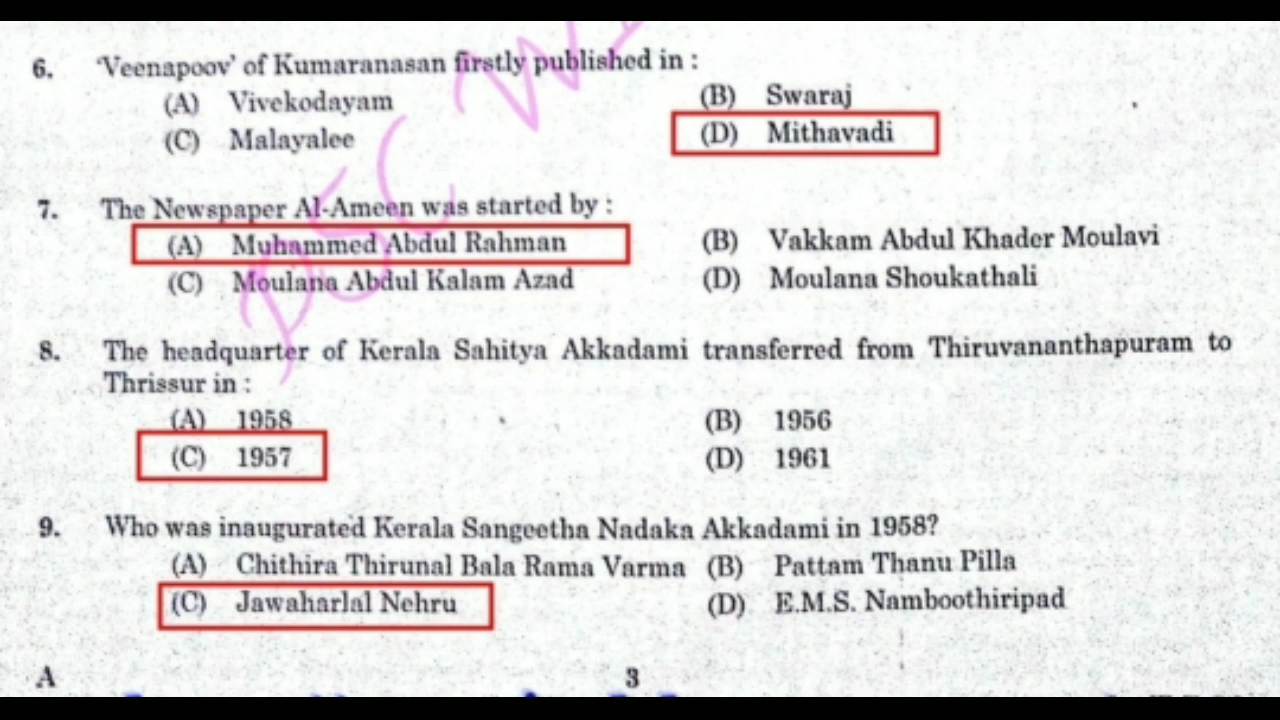 6. 'Veenapoov' of Kumaranasan firstly published in :
(A) Vivekodayam (B) Swaraj
(C) Malayalee (D) Mithavadi
7. The Newspaper Al-Ameen was started by :
(A) Muhammed Abdul Rahman (B) Vakkam Abdul Khader Moulavi
(C) Moulana Abdul Kalam Azad (D) Moulana Shoukathali
8. The headquarter of Kerala Sahitya Akkadami transferred from Thiruvananthapuram to
Thrissur in :
(A) 1958 (B) 1956
(C) 1957 (D) 1961
9. Who was inaugurated Kerala Sangeetha Nadaka Akkadami in 1958?
(A) Chithira Thirunal Bala Rama Varma (B) Pattam Thanu Pilla
(C) Jawaharlal Nehru (D) E.M.S. Namboothiripad
A 3
PSC